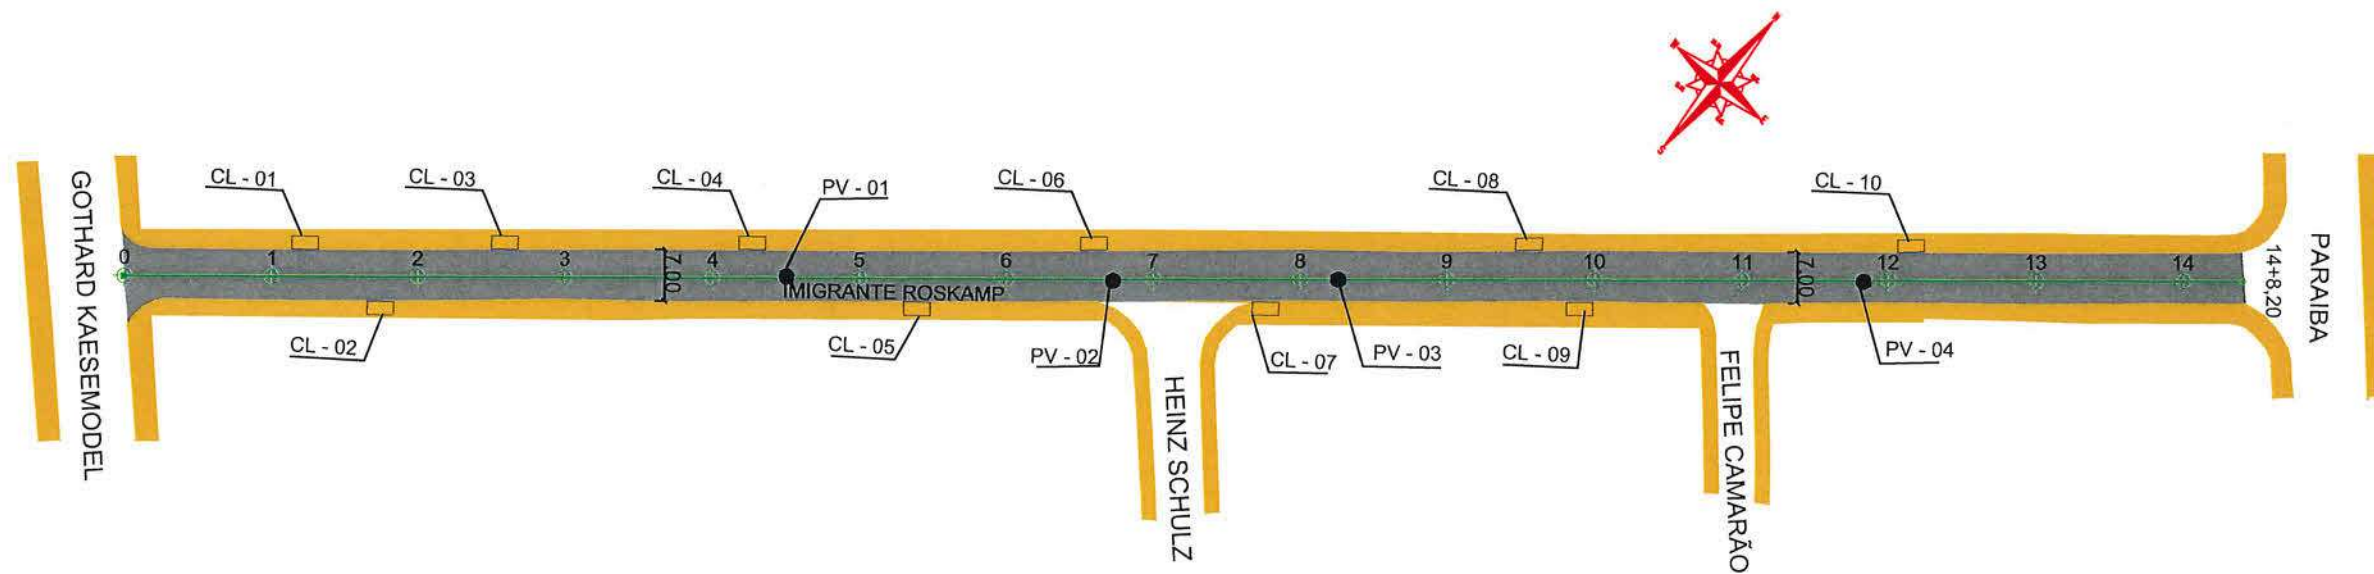 GOTHARD KAESEMODEL
CL - 01
CL - 03
CL - 04
PV - 01
CL - 06
CL - 08
CL - 10
0
1
2
3
4
5
6
7
8
9
10
11
12
13
14
14+8,20
7.00
7.00
IMIGRANTE ROSKAMP
CL - 02
CL - 05
PV - 02
CL - 07
PV - 03
CL - 09
PV - 04
HEINZ SCHULZ
FELIPE CAMARÃO
PARAIBA
S
E